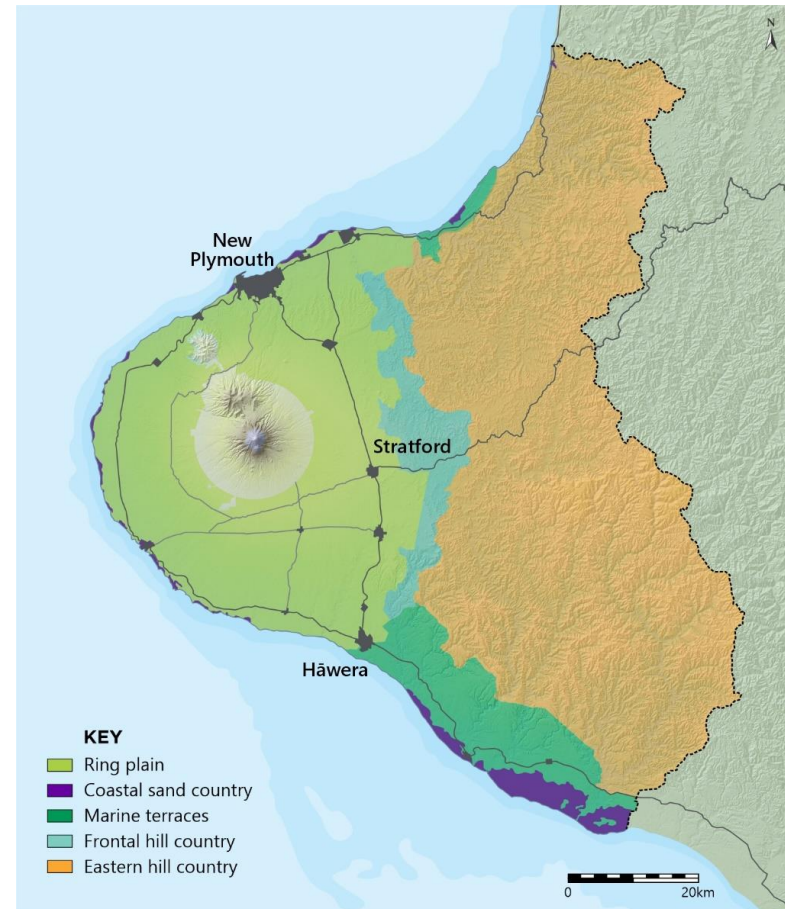 N
New
Plymouth
Stratford
Hāwera
KEY
Ring plain
Coastal sand country
Marine terraces
Frontal hill country
Eastern hill country
0 20km